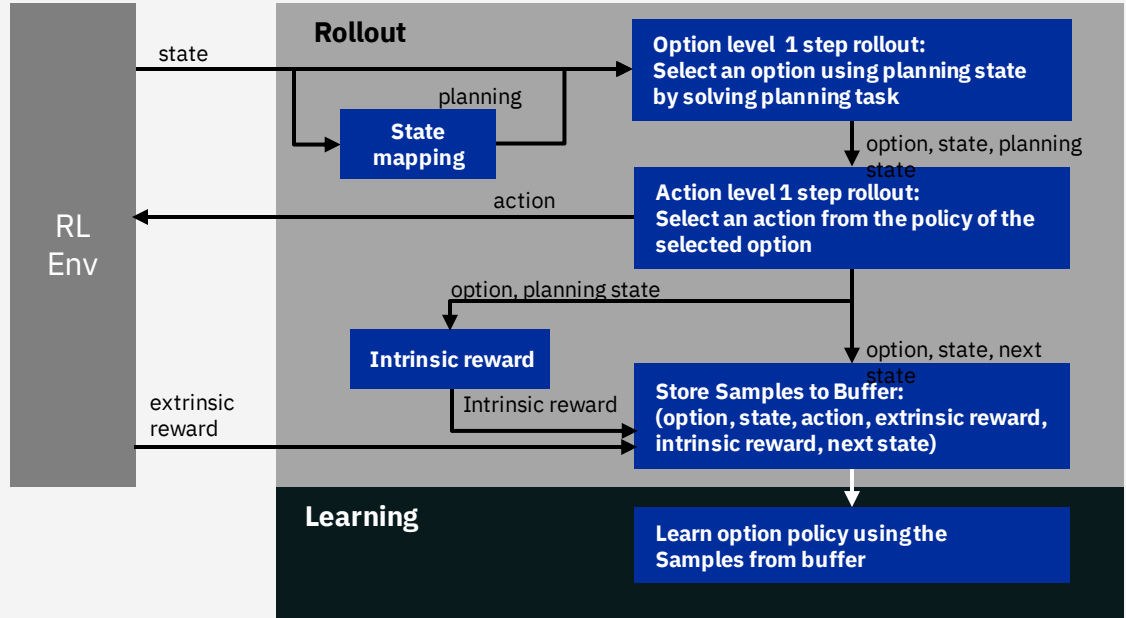 Rollout
state
planning
State
mapping
Option level 1 step rollout:
Select an option using planning state
by solving planning task
option, state, planning
state
action
Action level 1 step rollout:
Select an action from the policy of the
selected option
RL
Env
option, planning state
Intrinsic reward
option, state, next
state
Intrinsic reward
extrinsic
reward
Store Samples to Buffer:
(option, state, action, extrinsic reward,
intrinsic reward, next state)
Learning
Learn option policy using the
Samples from buffer